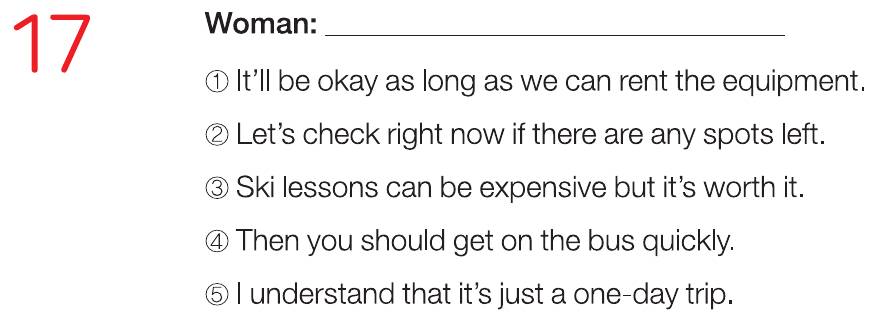 17
Woman: ______________________________
① It'll be okay as long as we can rent the equipment.
② Let's check right now if there are any spots left.
③ Ski lessons can be expensive but it's worth it.
④ Then you should get on the bus quickly.
⑤ I understand that it's just a one-day trip.